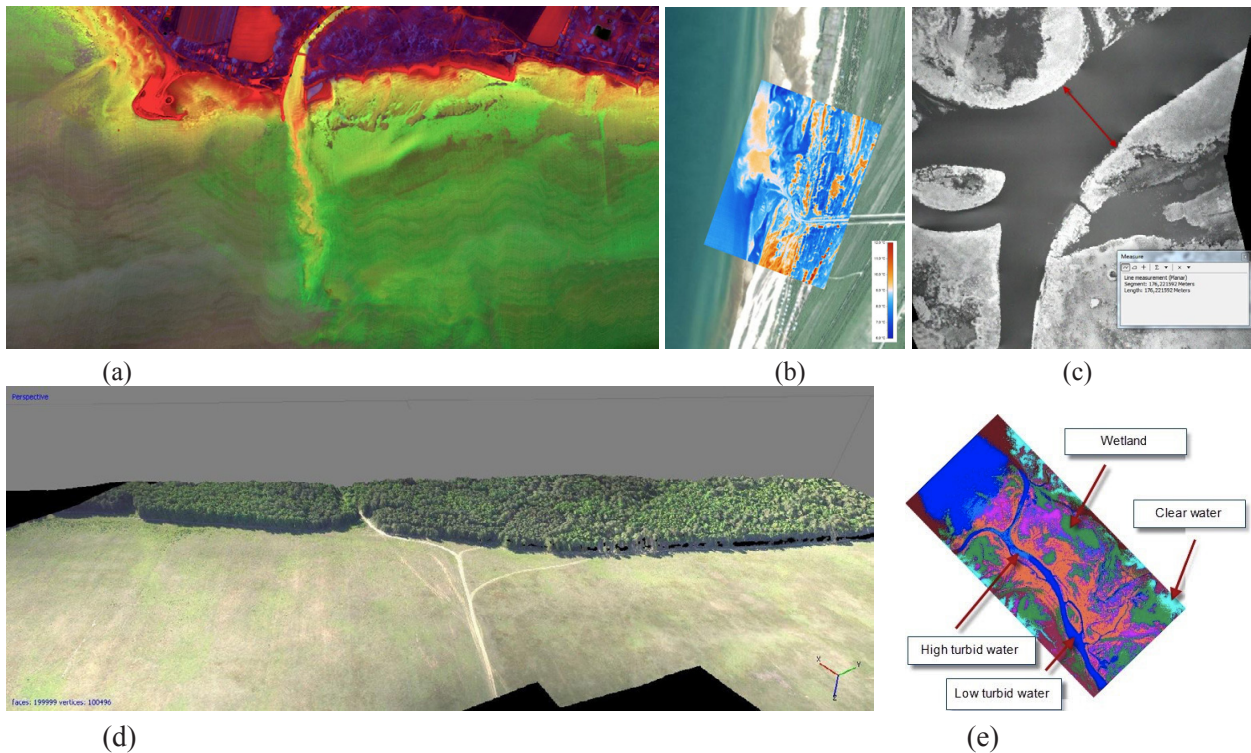 Measure
Line measurement (Planar)
Segment: 176,221592 Meters
Length: 176,221592 Meters
(a)
(b)
(c)
Perspective
X
Y
Z
faces: 199999 vertices: 100496
Wetland
Clear water
High turbid water
Low turbid water
(d)
(e)